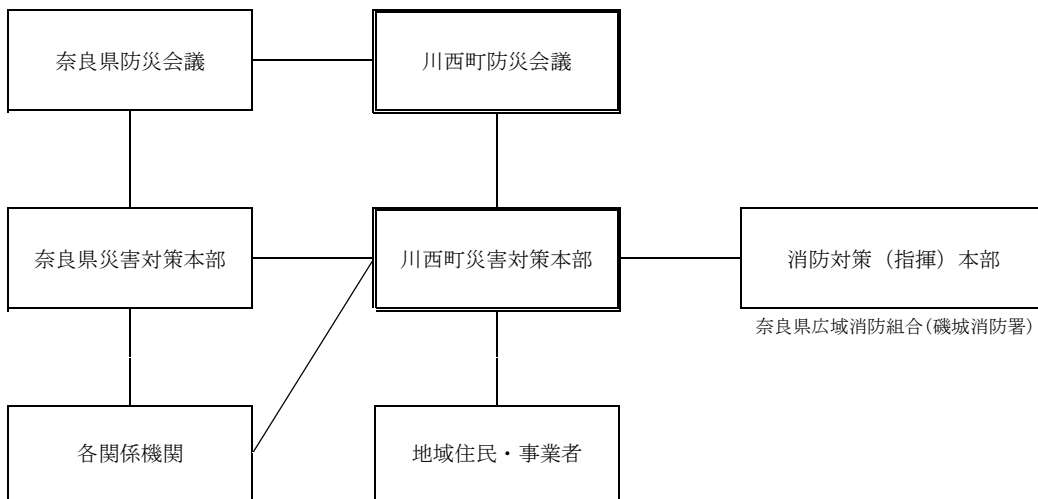 奈良県防災会議
川西町防災会議
奈良県災害対策本部
川西町災害対策本部
消防対策（指揮）本部
奈良県広域消防組合(磯城消防署)
各関係機関
地域住民・事業者